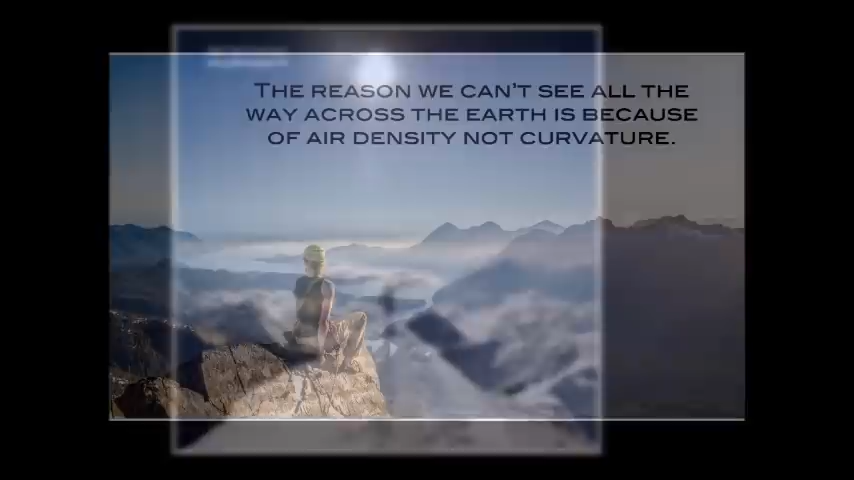 THE REASON WE CAN'T SEE ALL THE
WAY ACROSS THE EARTH IS BECAUSE
OF AIR DENSITY NOT CURVATURE.